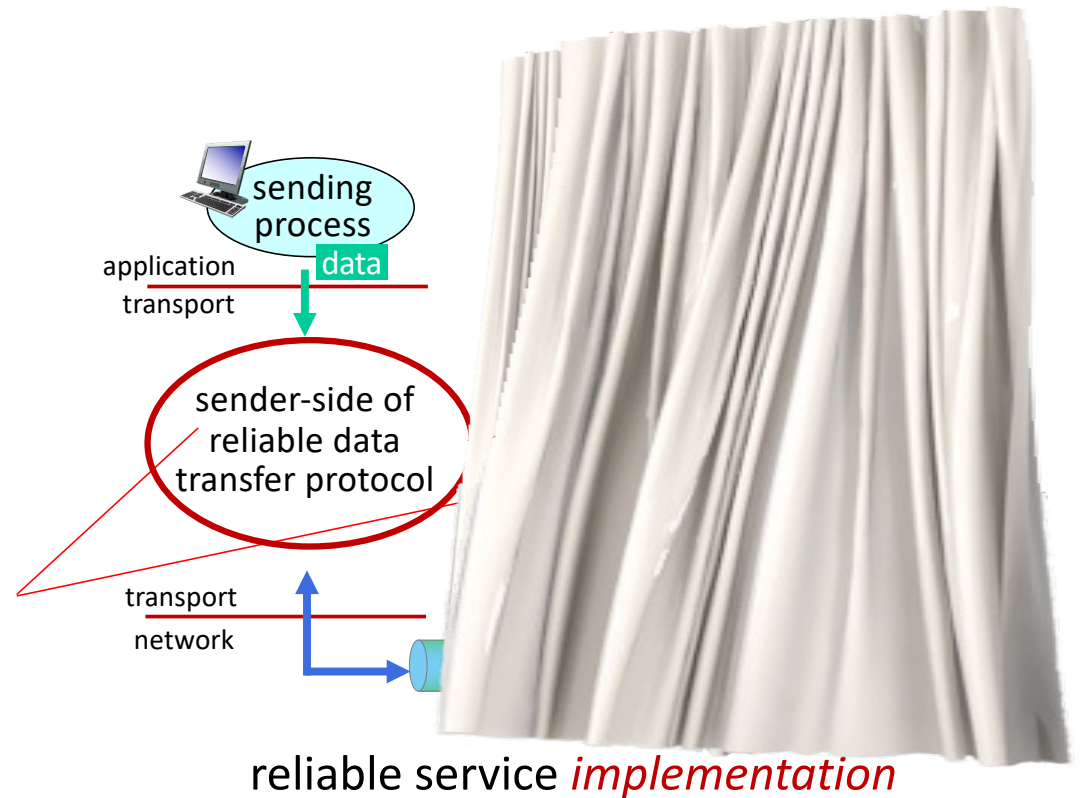 sending
process
data
application
transport
sender-side of
reliable data
transfer protocol
transport
network
reliable service implementation